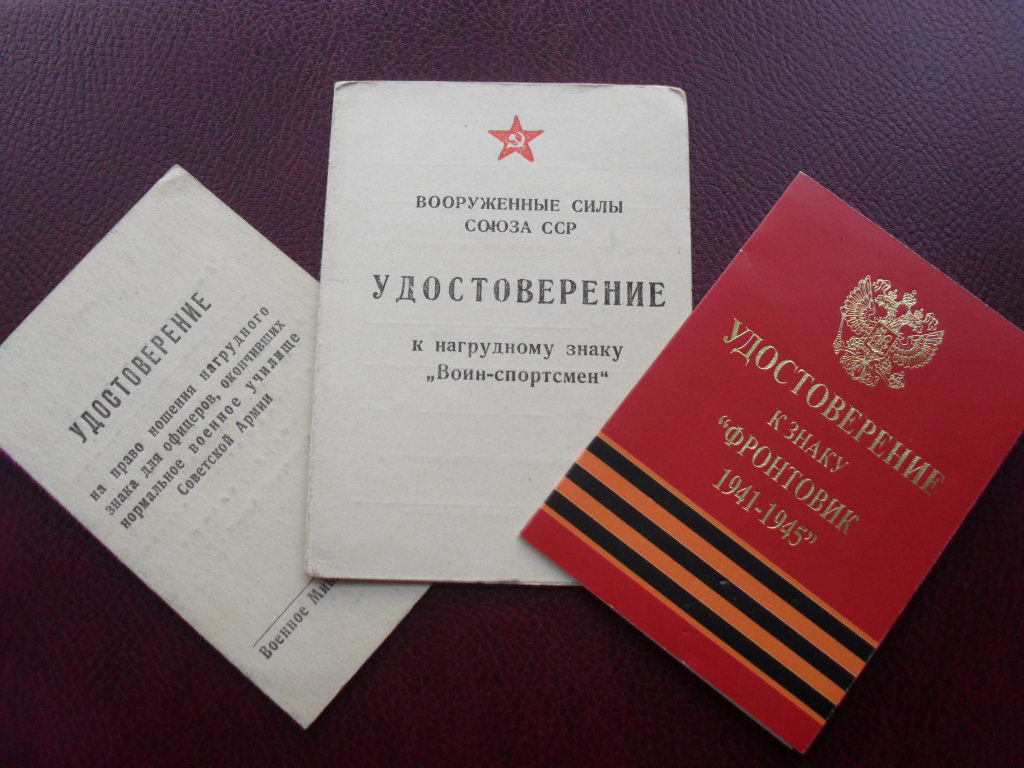 УДОСТОВЕРЕНИЕ
на право ношения нагрудного
знака для офицеров, окончивших
нормальное военное училище
Советской Армии
Военное
ВООРУЖЕННЫЕ СИЛЫ
СОЮЗА ССР
УДОСТОВЕРЕНИЕ
к нагрудному знаку
„Воин-спортсмен“
УДОСТОВЕРЕНИЕ
К ЗНАКУ
“ФРОНТОВИК
1941-1945”